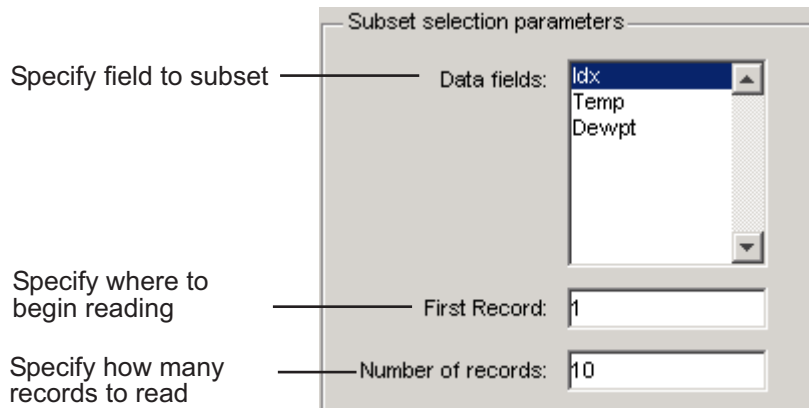 Subset selection parameters
Specify field to subset
Data fields:
Idx
Temp
Dewpt
Specify where to
begin reading
First Record:
1
Specify how many
records to read
Number of records:
10